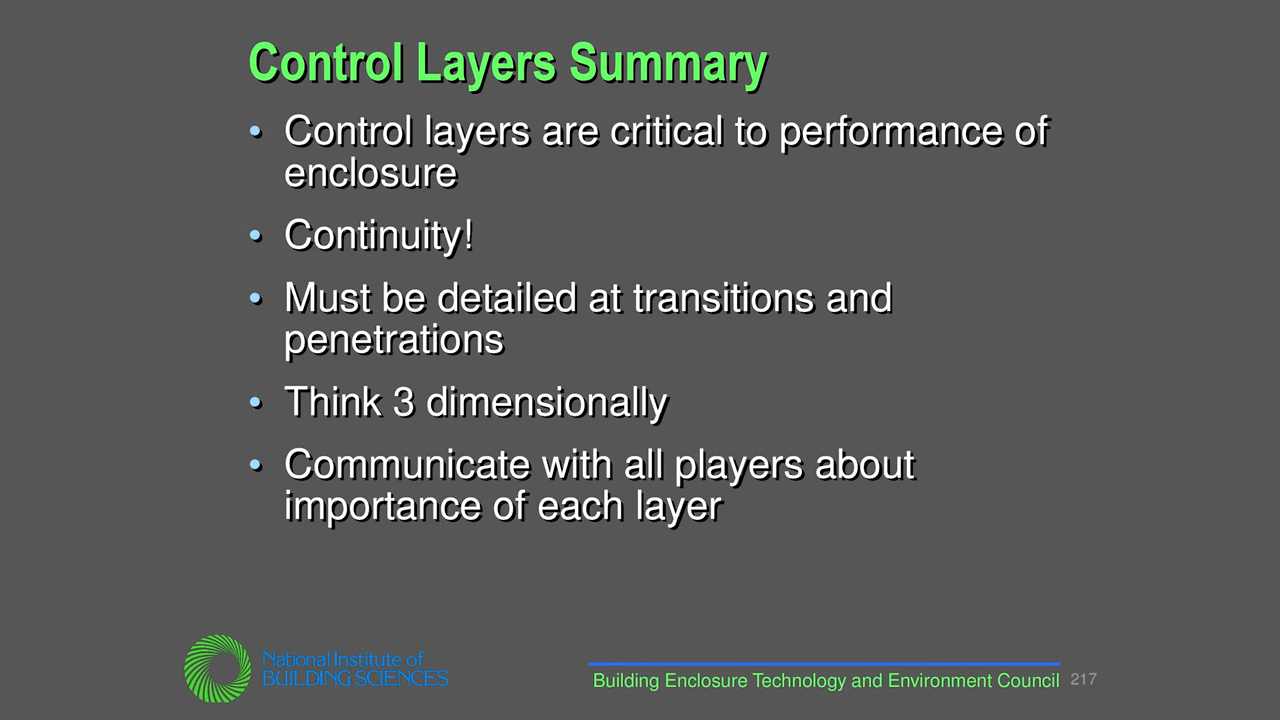 Control Layers Summary
• Control layers are critical to performance of
enclosure
• Continuity!
• Must be detailed at transitions and
penetrations
• Think 3 dimensionally
• Communicate with all players about
importance of each layer
National Institute of
BUILDING SCIENCES
Building Enclosure Technology and Environment Council 217